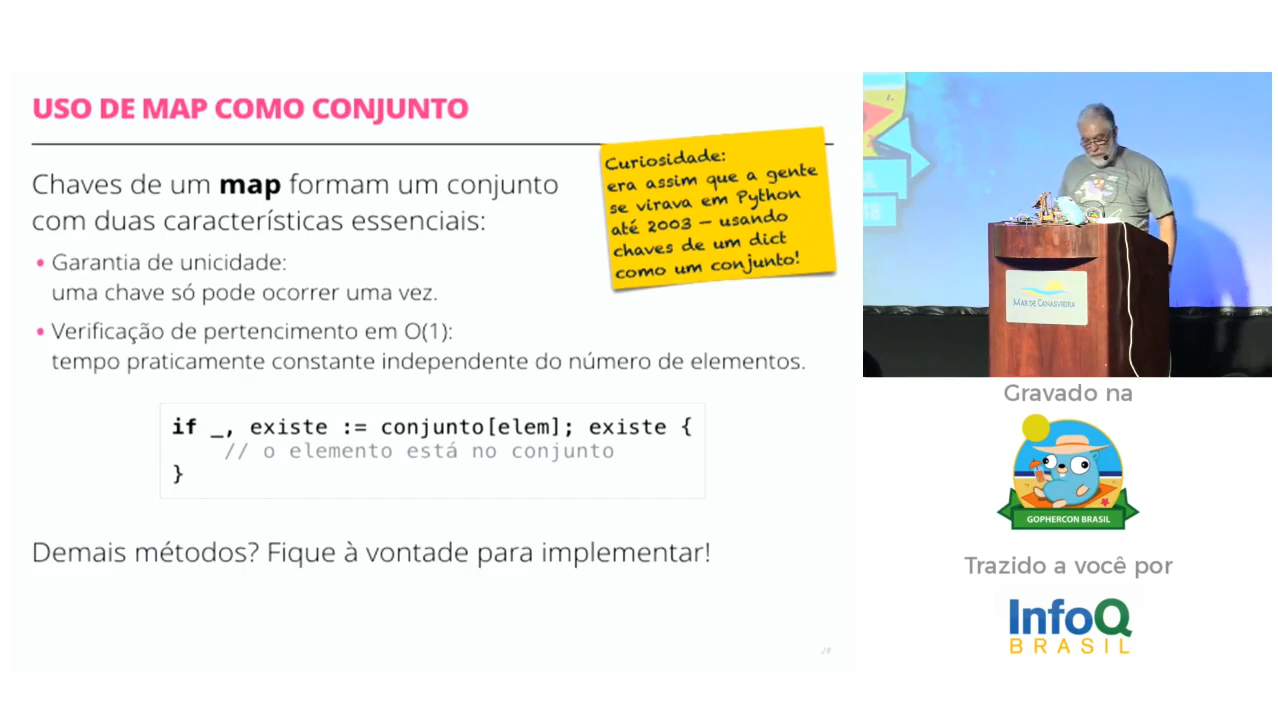 USO DE MAP COMO CONJUNTO
Chaves de um map formam um conjunto
com duas características essenciais:
• Garantia de unicidade:
uma chave só pode ocorrer uma vez.
• Verificação de pertencimento em O(1):
tempo praticamente constante independente do número de elementos.
Curiosidade:
era assim que a gente
se virava em Python
até 2003 — usando
chaves de um dict
como um conjunto!
if _, existe := conjunto[elem]; existe {
// o elemento está no conjunto
}
Demais métodos? Fique à vontade para implementar!
MAR DE CANASVIEIRA
Gravado na
GOPHERCON BRASIL
Trazido a você por
InfoQ
BRASIL